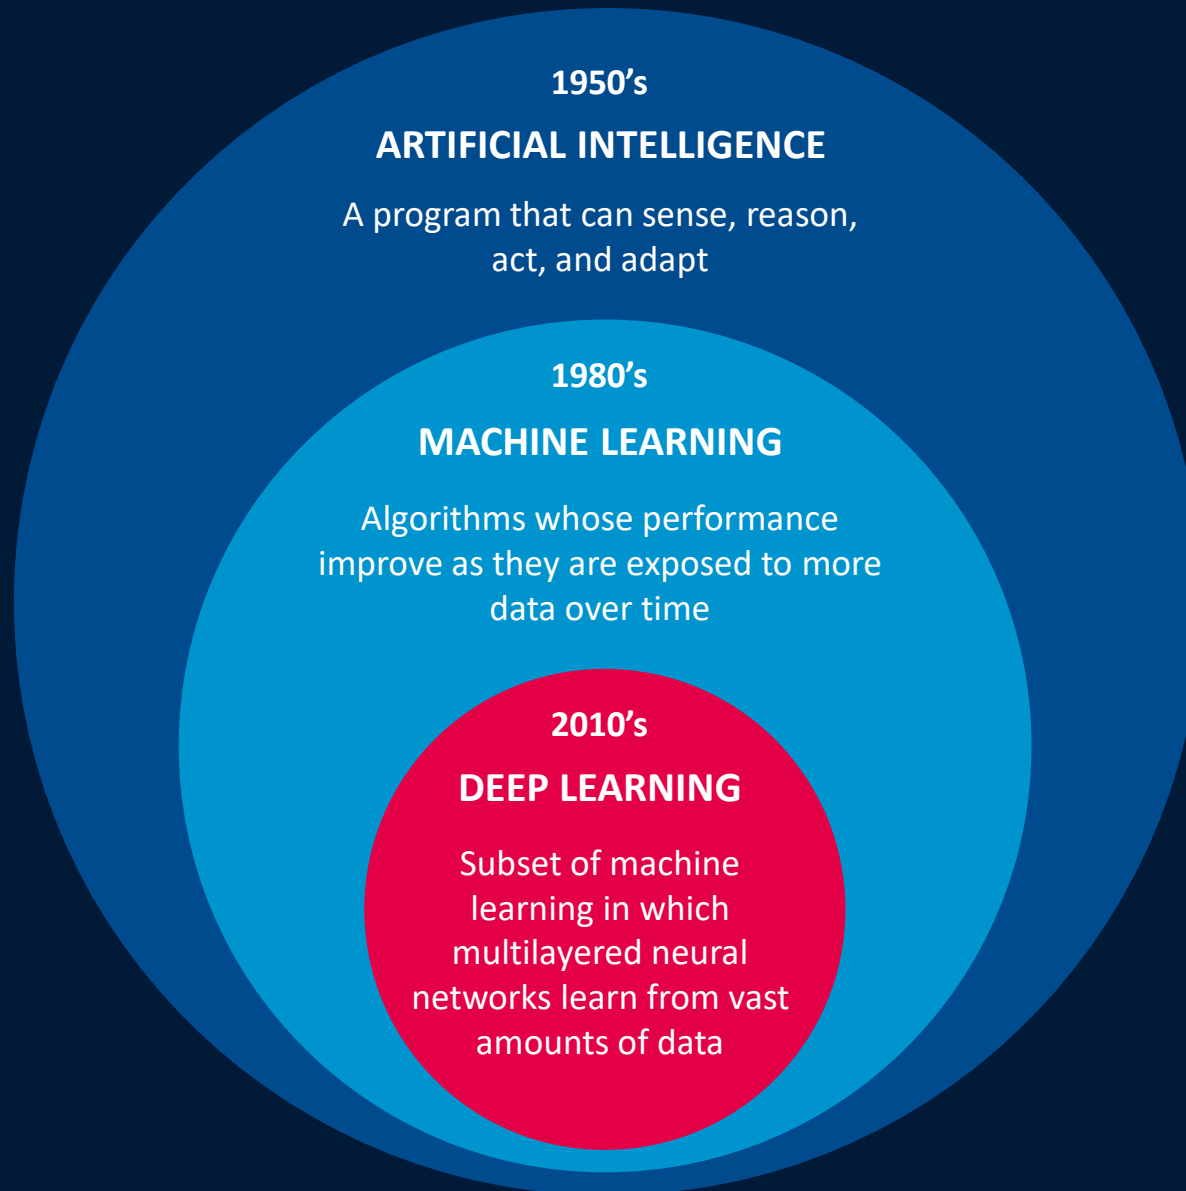 1950’s
ARTIFICIAL INTELLIGENCE
A program that can sense, reason,
act, and adapt
1980’s
MACHINE LEARNING
Algorithms whose performance
improve as they are exposed to more
data over time
2010’s
DEEP LEARNING
Subset of machine
learning in which
multilayered neural
networks learn from vast
amounts of data